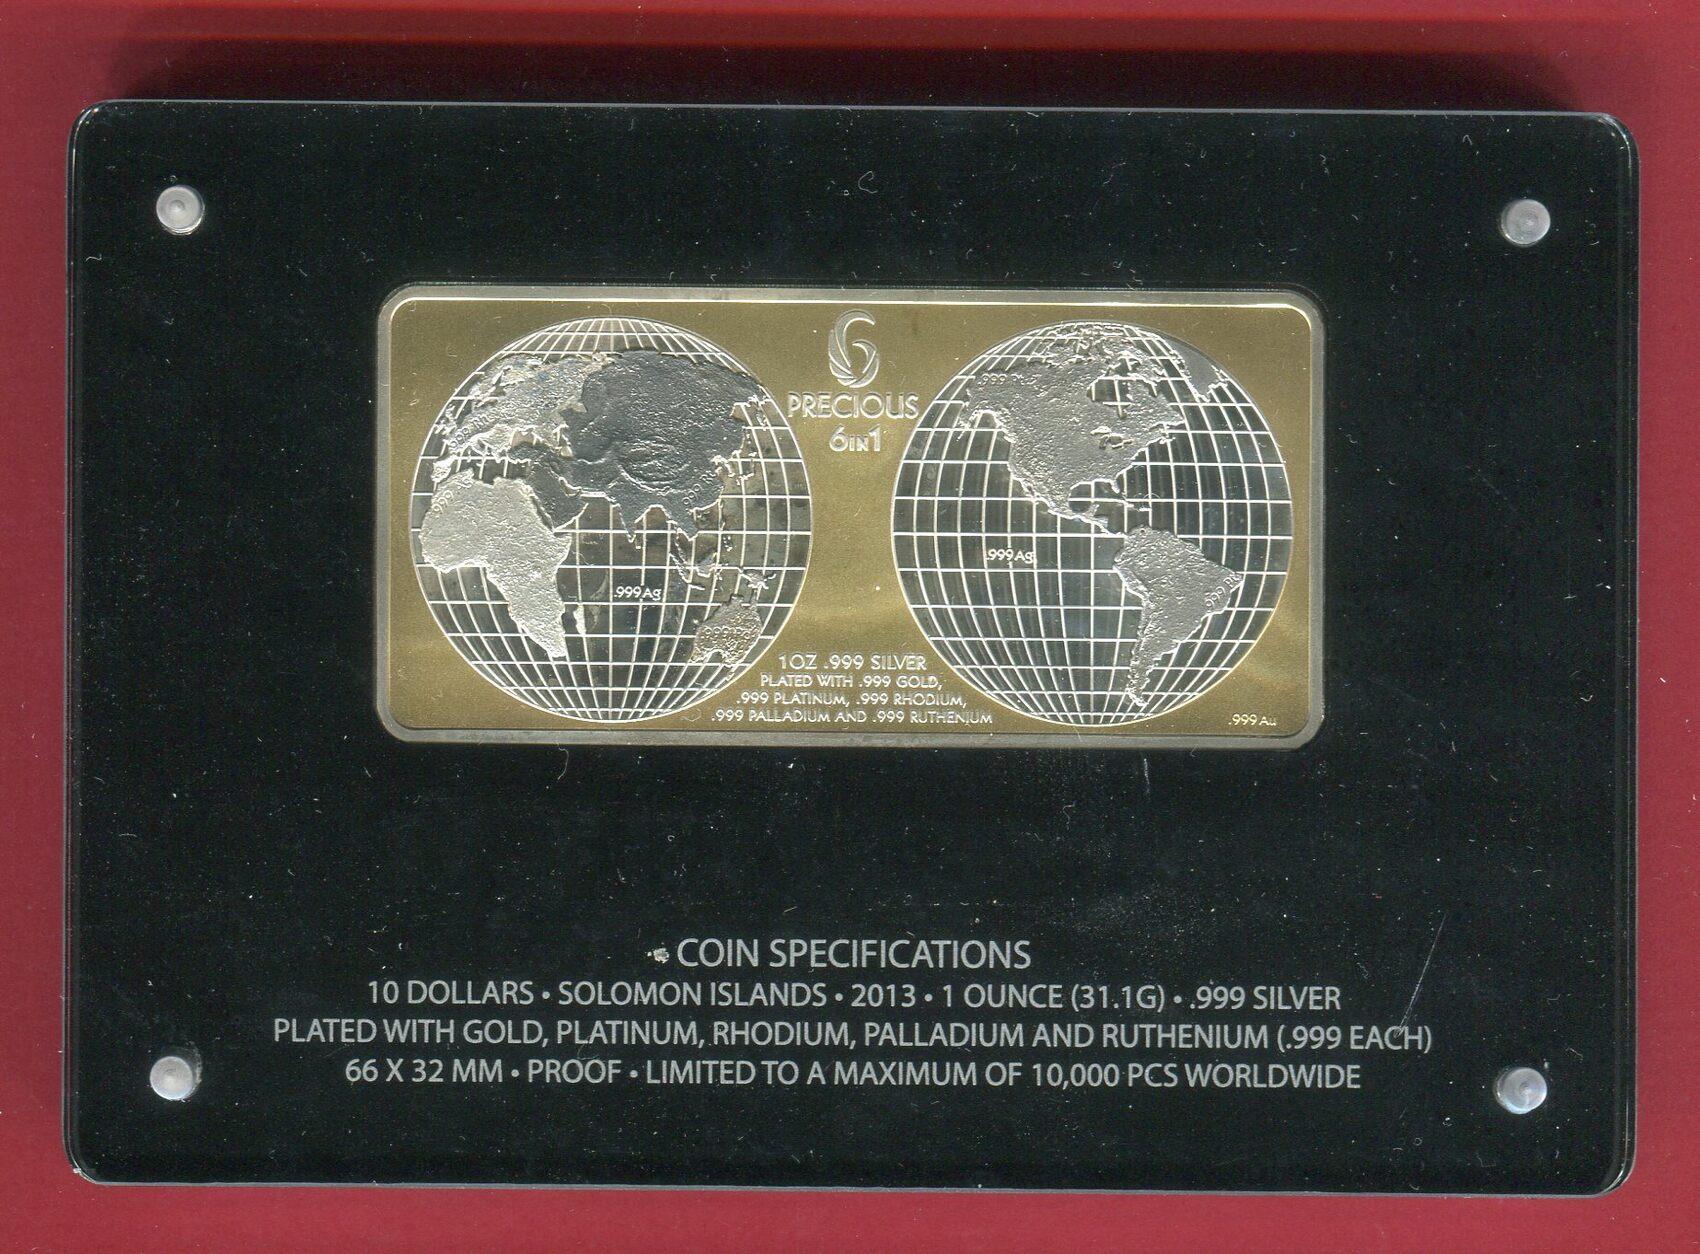 6
PRECIOUS
6IN1
.999 Pt
.999 Ag
.999 Ag
1OZ .999 SILVER
PLATED WITH .999 GOLD,
.999 PLATINUM, .999 RHODIUM,
.999 PALLADIUM AND .999 RUTHENIUM
.999 Au
COIN SPECIFICATIONS
10 DOLLARS • SOLOMON ISLANDS • 2013 • 1 OUNCE (31.1G) • .999 SILVER
PLATED WITH GOLD, PLATINUM, RHODIUM, PALLADIUM AND RUTHENIUM (.999 EACH)
66 X 32 MM • PROOF • LIMITED TO A MAXIMUM OF 10,000 PCS WORLDWIDE